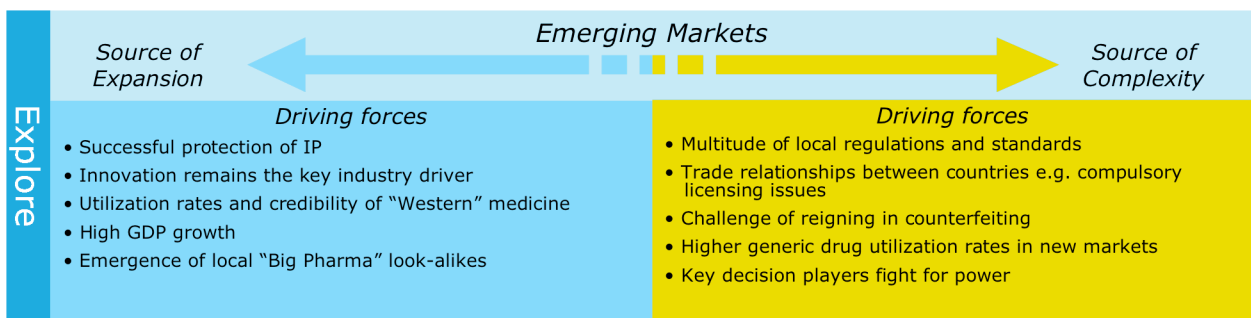 Explore
Emerging Markets
Source of
Expansion
Source of
Complexity
Driving forces
• Successful protection of IP
• Innovation remains the key industry driver
• Utilization rates and credibility of “Western” medicine
• High GDP growth
• Emergence of local “Big Pharma” look-alikes
Driving forces
• Multitude of local regulations and standards
• Trade relationships between countries e.g. compulsory
licensing issues
• Challenge of reigning in counterfeiting
• Higher generic drug utilization rates in new markets
• Key decision players fight for power